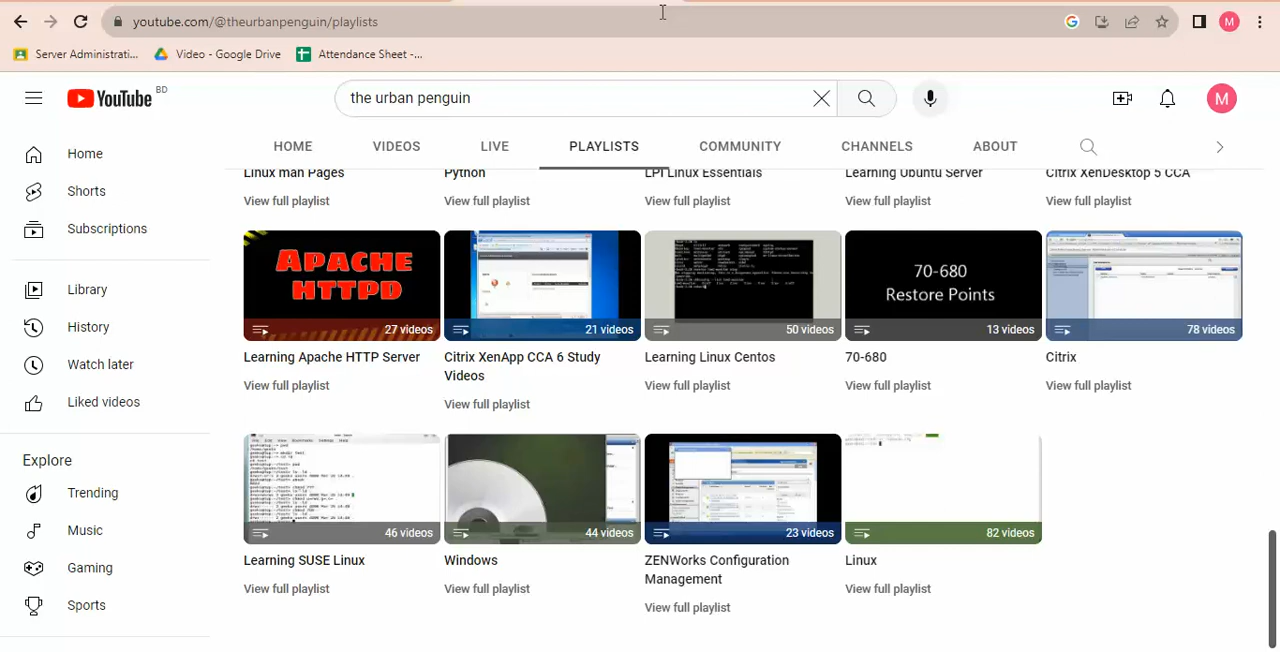 youtube.com/@theurbanpenguin/playlists
M
Server Administrati...
Video - Google Drive
Attendance Sheet -...
YouTube BD
the urban penguin
M
HOME
VIDEOS
LIVE
PLAYLISTS
COMMUNITY
CHANNELS
ABOUT
Home
Shorts
Subscriptions
Library
History
Watch later
Liked videos
Explore
Trending
Music
Gaming
Sports
Linux man Pages
Python
LPI Linux Essentials
Learning Ubuntu Server
Citrix XenDesktop 5 CCA
View full playlist
View full playlist
View full playlist
View full playlist
View full playlist
APACHE
HTTPD
27 videos
Learning Apache HTTP Server
View full playlist
21 videos
Citrix XenApp CCA 6 Study
Videos
View full playlist
50 videos
Learning Linux Centos
View full playlist
70-680
Restore Points
13 videos
70-680
View full playlist
78 videos
Citrix
View full playlist
46 videos
Learning SUSE Linux
View full playlist
44 videos
Windows
View full playlist
23 videos
ZENWorks Configuration
Management
View full playlist
82 videos
Linux
View full playlist